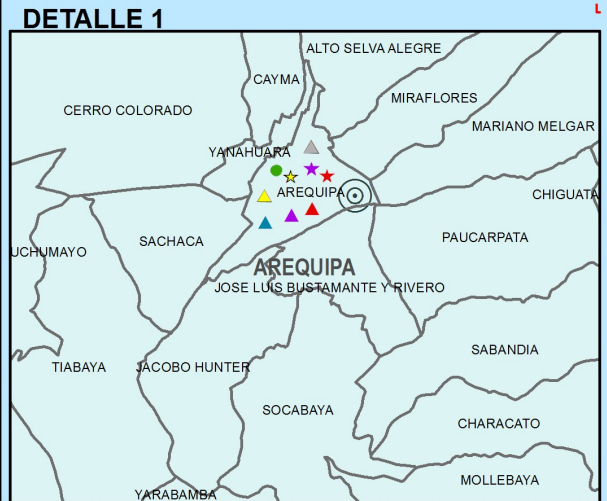 DETALLE 1
L
ALTO SELVA ALEGRE
CAYMA
MIRAFLORES
CERRO COLORADO
MARIANO MELGAR
YANAHUARA
AREQUIPA
CHIGUATA
SACHACA
PAUCARPATA
UCHUMAYO
AREQUIPA
JOSE LUIS BUSTAMANTE Y RIVERO
SABANDIA
TIABAYA
JACOBO HUNTER
SOCABAYA
CHARACATO
MOLLEBAYA
YARABAMBA